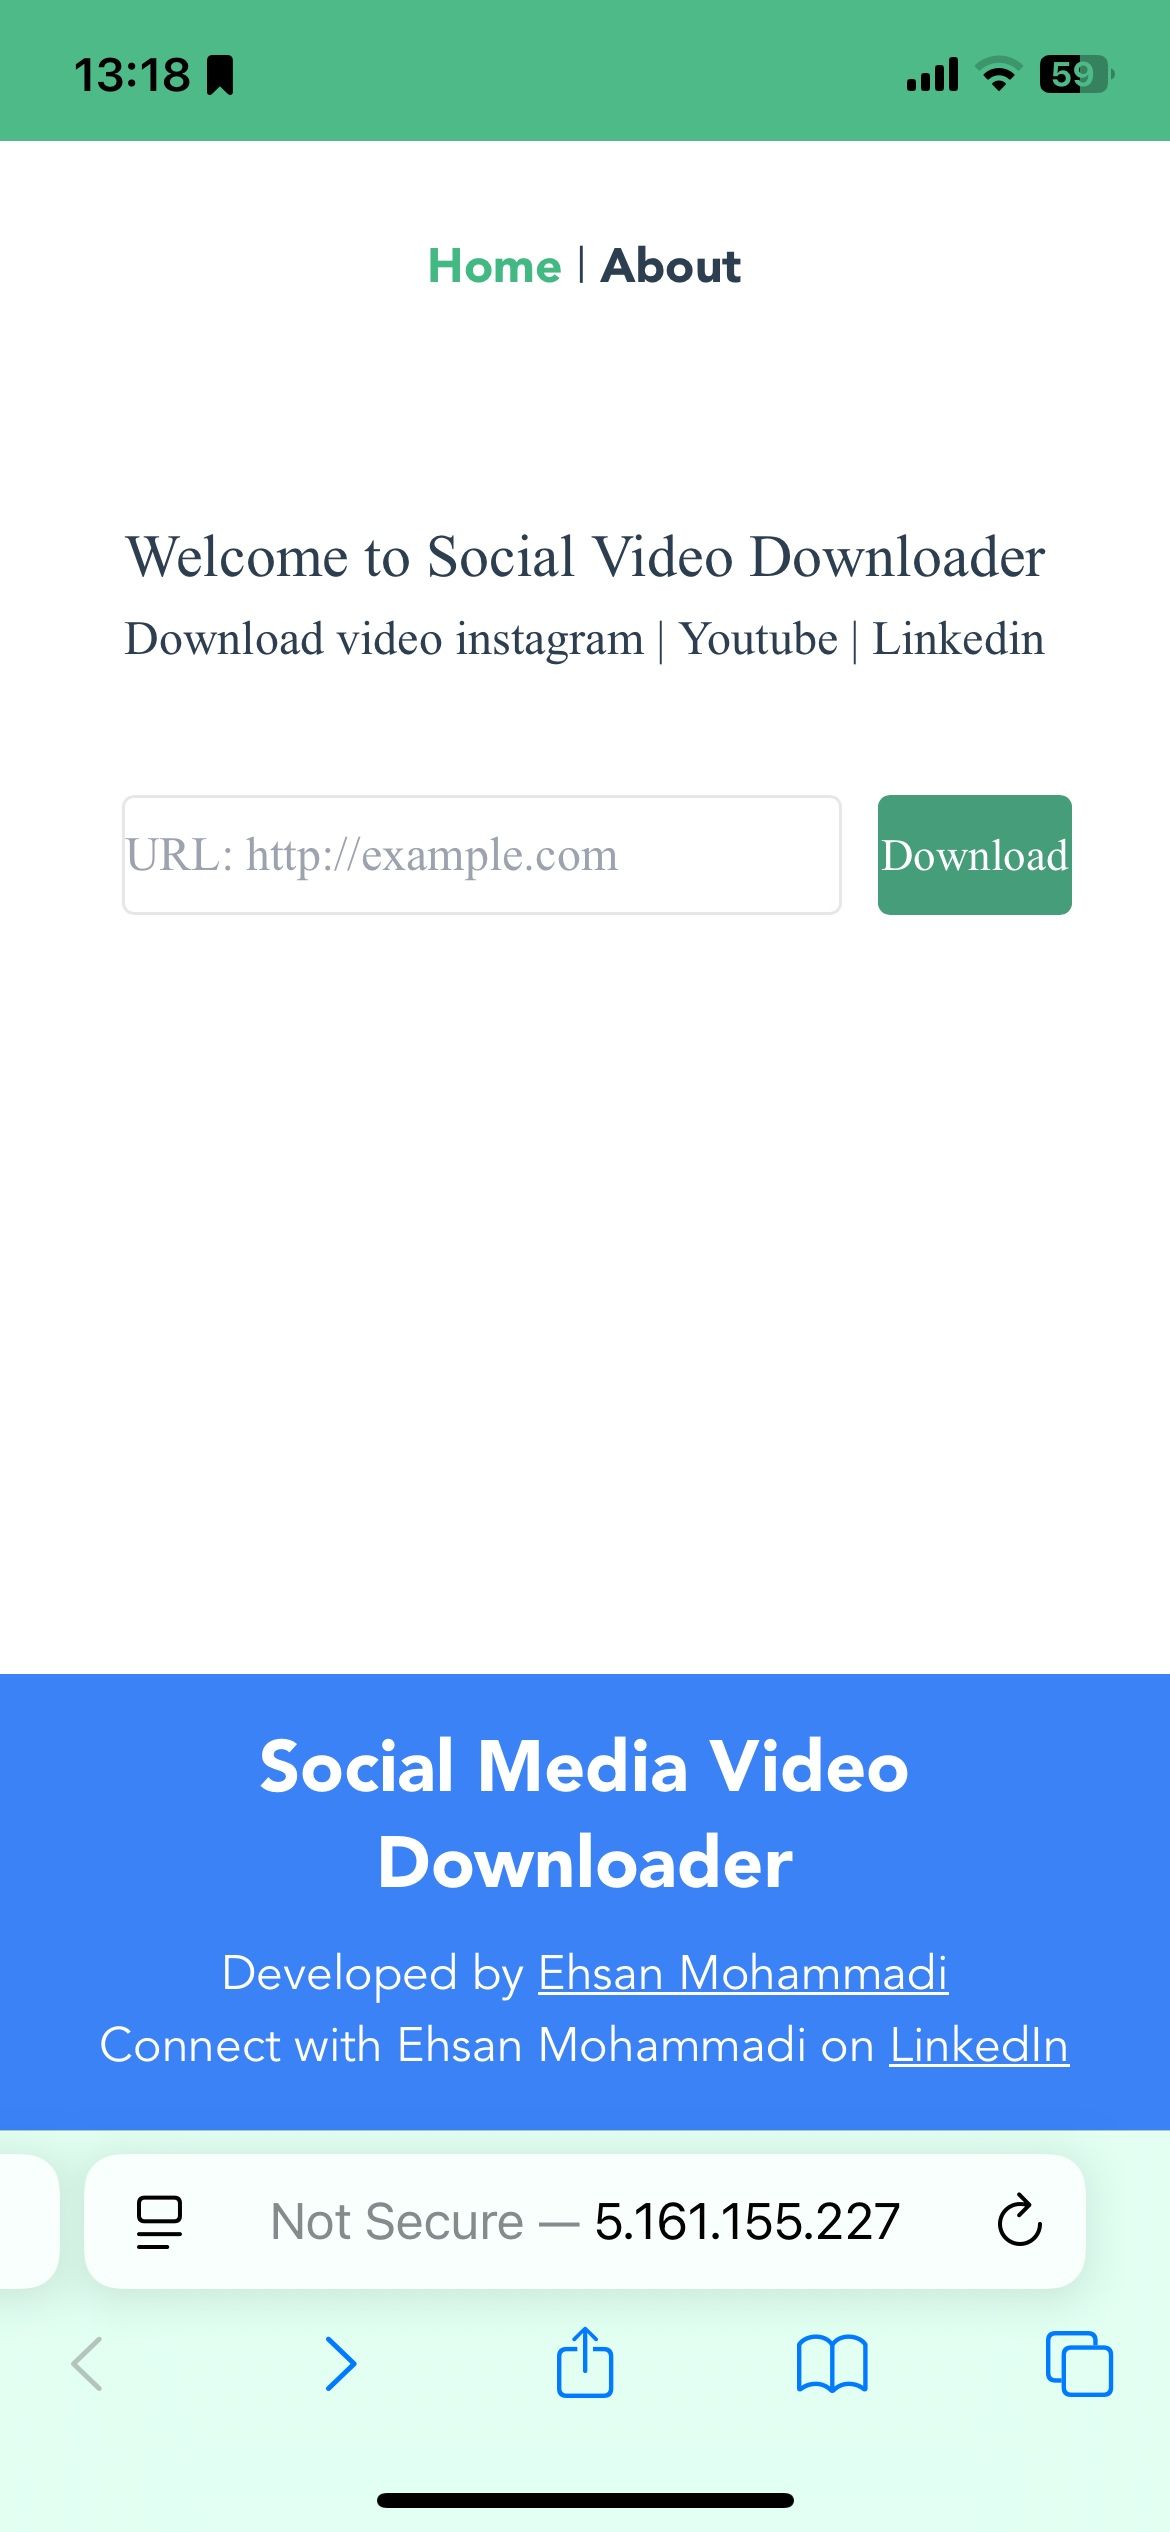 13:18
59
Home | About
Welcome to Social Video Downloader
Download video instagram | Youtube | Linkedin
URL: http://example.com
Download
Social Media Video
Downloader
Developed by Ehsan Mohammadi
Connect with Ehsan Mohammadi on LinkedIn
Not Secure — 5.161.155.227